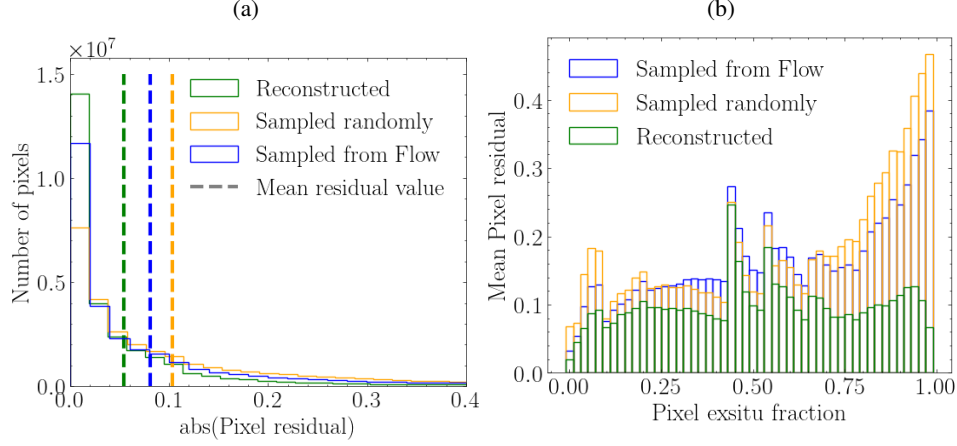 (a)
×10⁷
1.5
1.0
0.5
0.0
Number of pixels
Reconstructed
Sampled randomly
Sampled from Flow
Mean residual value
0.0 0.1 0.2 0.3 0.4
abs(Pixel residual)
(b)
0.4
0.3
0.2
0.1
0.0
Mean Pixel residual
Sampled from Flow
Sampled randomly
Reconstructed
0.00 0.25 0.50 0.75 1.00
Pixel exsitu fraction